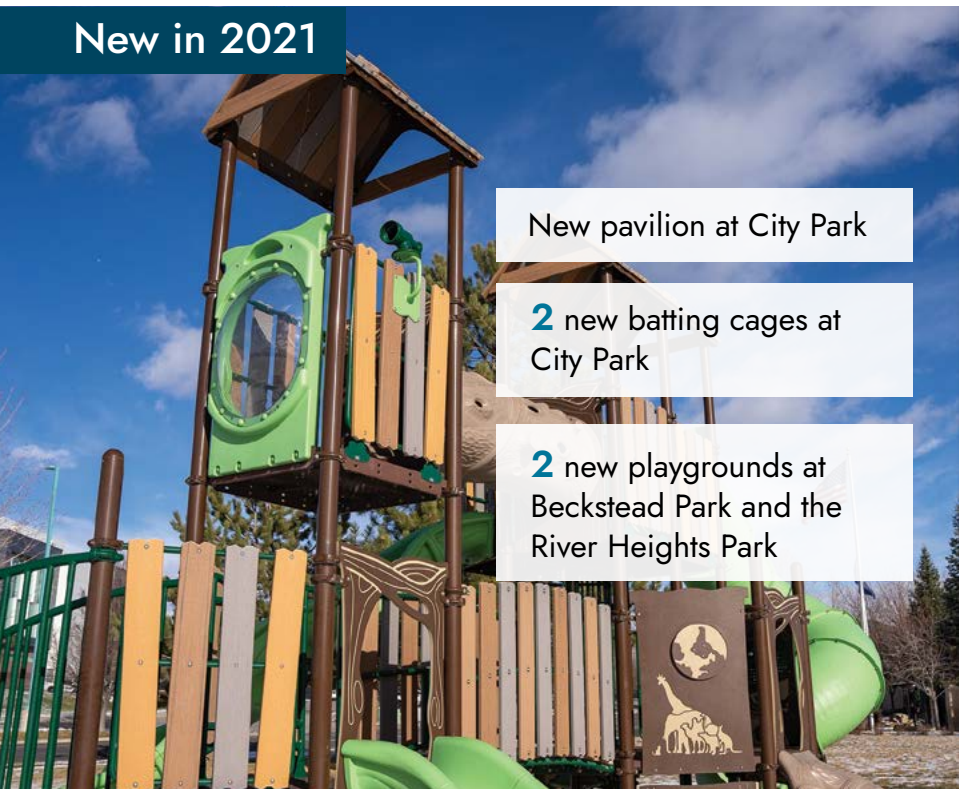 New in 2021
New pavilion at City Park
2 new batting cages at
City Park
2 new playgrounds at
Beckstead Park and the
River Heights Park